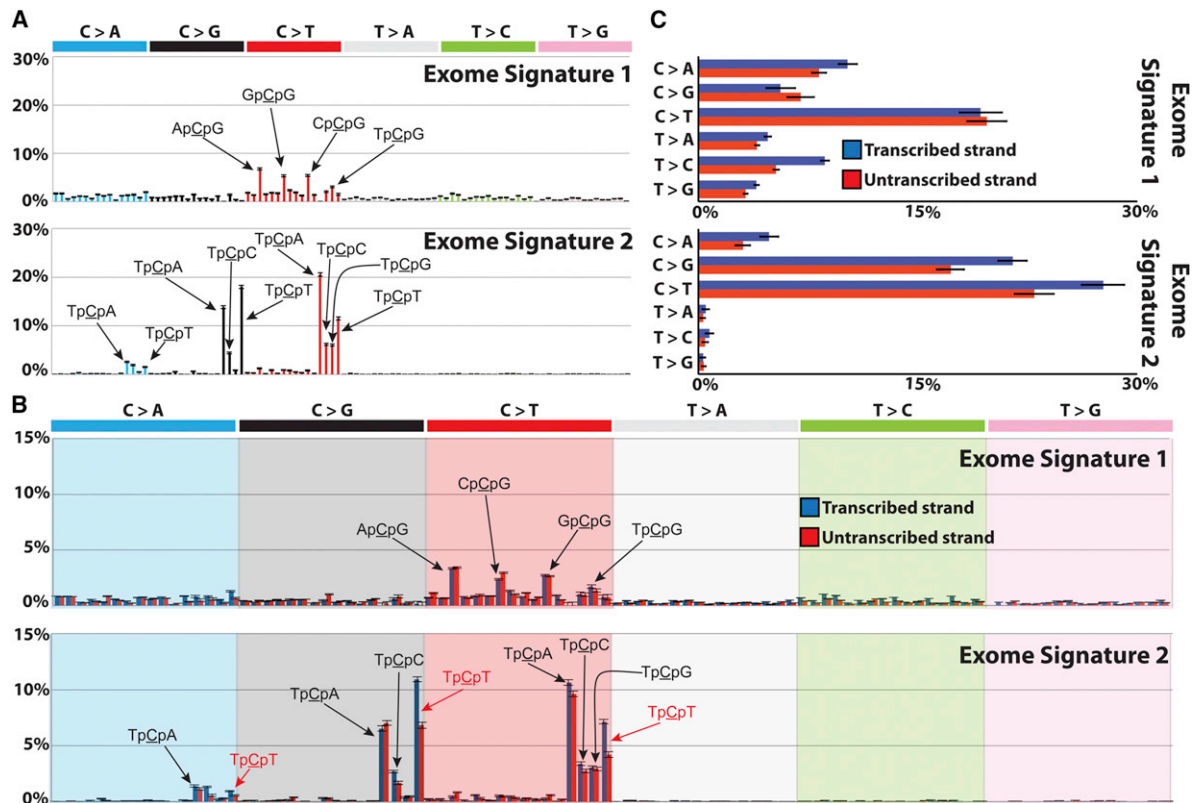 A
C > A C > G C > T T > A T > C T > G
30%
20%
10%
0%
Exome Signature 1
ApCpG
GpCpG
CpCpG
TpCpG
30%
20%
10%
0%
Exome Signature 2
TpCpA
TpCpT
TpCpA
TpCpC
TpCpT
TpCpA
TpCpC
TpCpG
TpCpT
C
C > A
C > G
C > T
T > A
T > C
T > G
0% 15% 30%
Transcribed strand
Untranscribed strand
Exome
Signature 1
C > A
C > G
C > T
T > A
T > C
T > G
0% 15% 30%
Exome
Signature 2
B
C > A C > G C > T T > A T > C T > G
15%
10%
5%
0%
Exome Signature 1
Transcribed strand
Untranscribed strand
ApCpG
CpCpG
GpCpG
TpCpG
15%
10%
5%
0%
Exome Signature 2
TpCpA
TpCpT
TpCpA
TpCpC
TpCpT
TpCpA
TpCpC
TpCpG
TpCpT